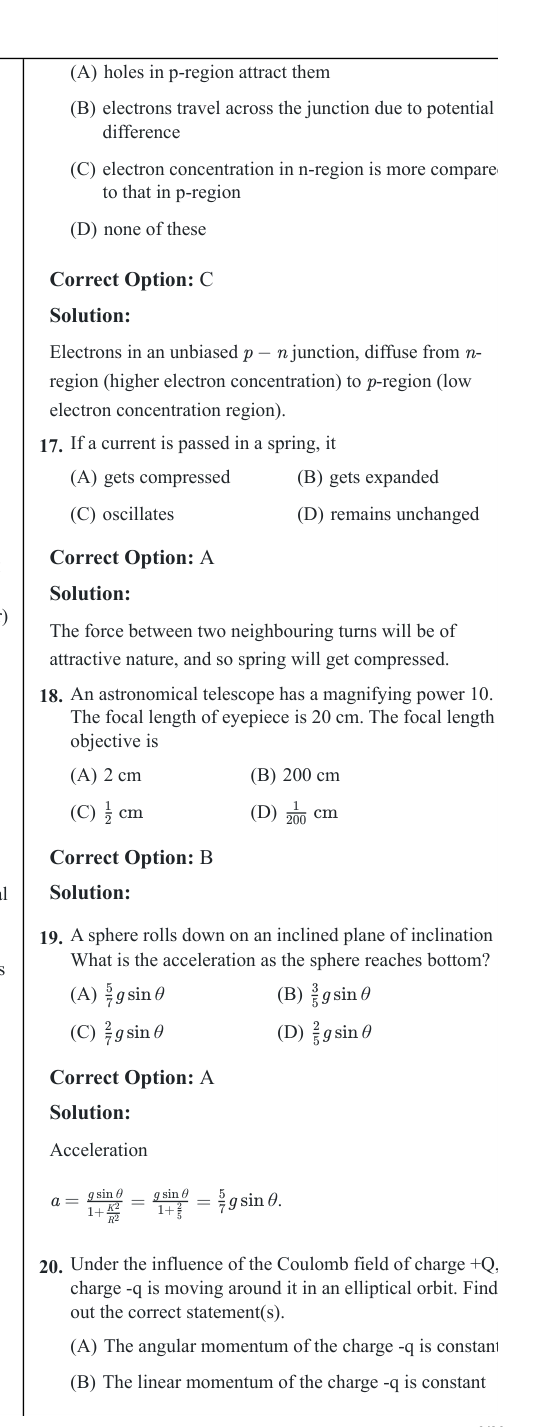 (A) holes in p-region attract them
(B) electrons travel across the junction due to potential
difference
(C) electron concentration in n-region is more compare
to that in p-region
(D) none of these
Correct Option: C
Solution:
Electrons in an unbiased p − n junction, diffuse from n-
region (higher electron concentration) to p-region (low
electron concentration region).
17. If a current is passed in a spring, it
(A) gets compressed (B) gets expanded
(C) oscillates (D) remains unchanged
Correct Option: A
Solution:
The force between two neighbouring turns will be of
attractive nature, and so spring will get compressed.
18. An astronomical telescope has a magnifying power 10.
The focal length of eyepiece is 20 cm. The focal length
objective is
(A) 2 cm (B) 200 cm
(C) 1/2 cm (D) 1/200 cm
Correct Option: B
Solution:
19. A sphere rolls down on an inclined plane of inclination
What is the acceleration as the sphere reaches bottom?
(A) 5/7 g sin θ (B) 3/5 g sin θ
(C) 2/7 g sin θ (D) 2/5 g sin θ
Correct Option: A
Solution:
Acceleration
a = g sin θ / (1 + K²/R²) = g sin θ / (1 + 2/5) = 5/7 g sin θ.
20. Under the influence of the Coulomb field of charge +Q,
charge -q is moving around it in an elliptical orbit. Find
out the correct statement(s).
(A) The angular momentum of the charge -q is constant
(B) The linear momentum of the charge -q is constant